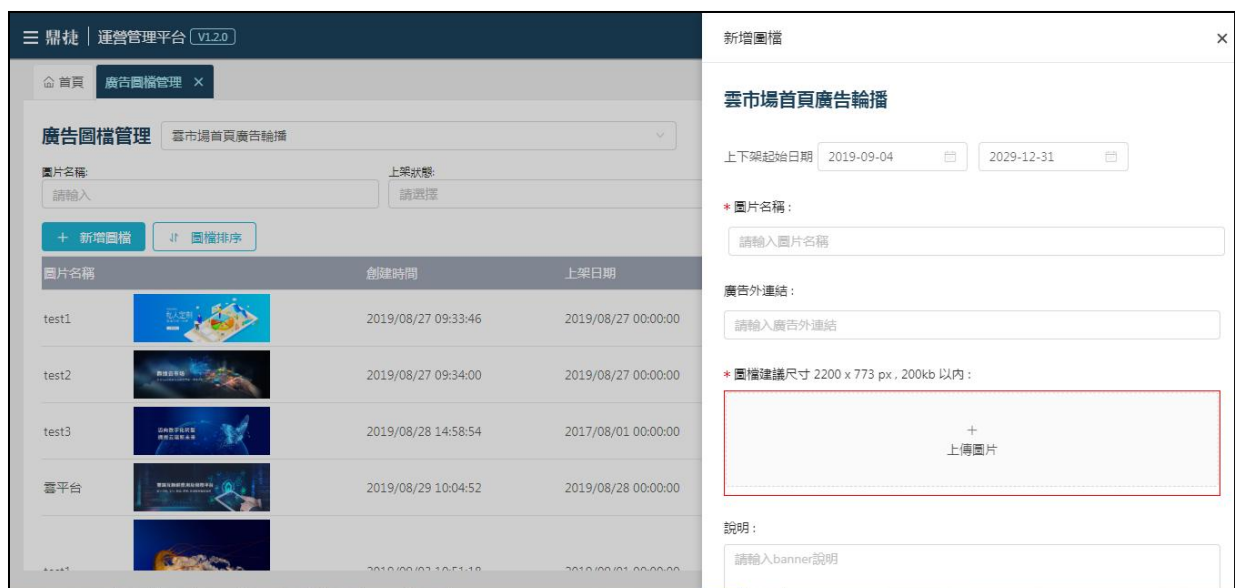 鼎捷 運營管理平台 V1.2.0
首頁 廣告圖檔管理
廣告圖檔管理 雲市場首頁廣告輪播
圖片名稱: 上架狀態:
請輸入 請選擇
+ 新增圖檔 圖檔排序
圖片名稱 創建時間 上架日期
test1 2019/08/27 09:33:46 2019/08/27 00:00:00
test2 2019/08/27 09:34:00 2019/08/27 00:00:00
test3 2019/08/28 14:58:54 2017/08/01 00:00:00
雲平台 2019/08/29 10:04:52 2019/08/28 00:00:00
新增圖檔
雲市場首頁廣告輪播
上下架起始日期 2019-09-04 2029-12-31
* 圖片名稱 :
請輸入圖片名稱
廣告外連結 :
請輸入廣告外連結
* 圖檔建議尺寸 2200 x 773 px , 200kb 以內 :
+
上傳圖片
說明 :
請輸入banner說明